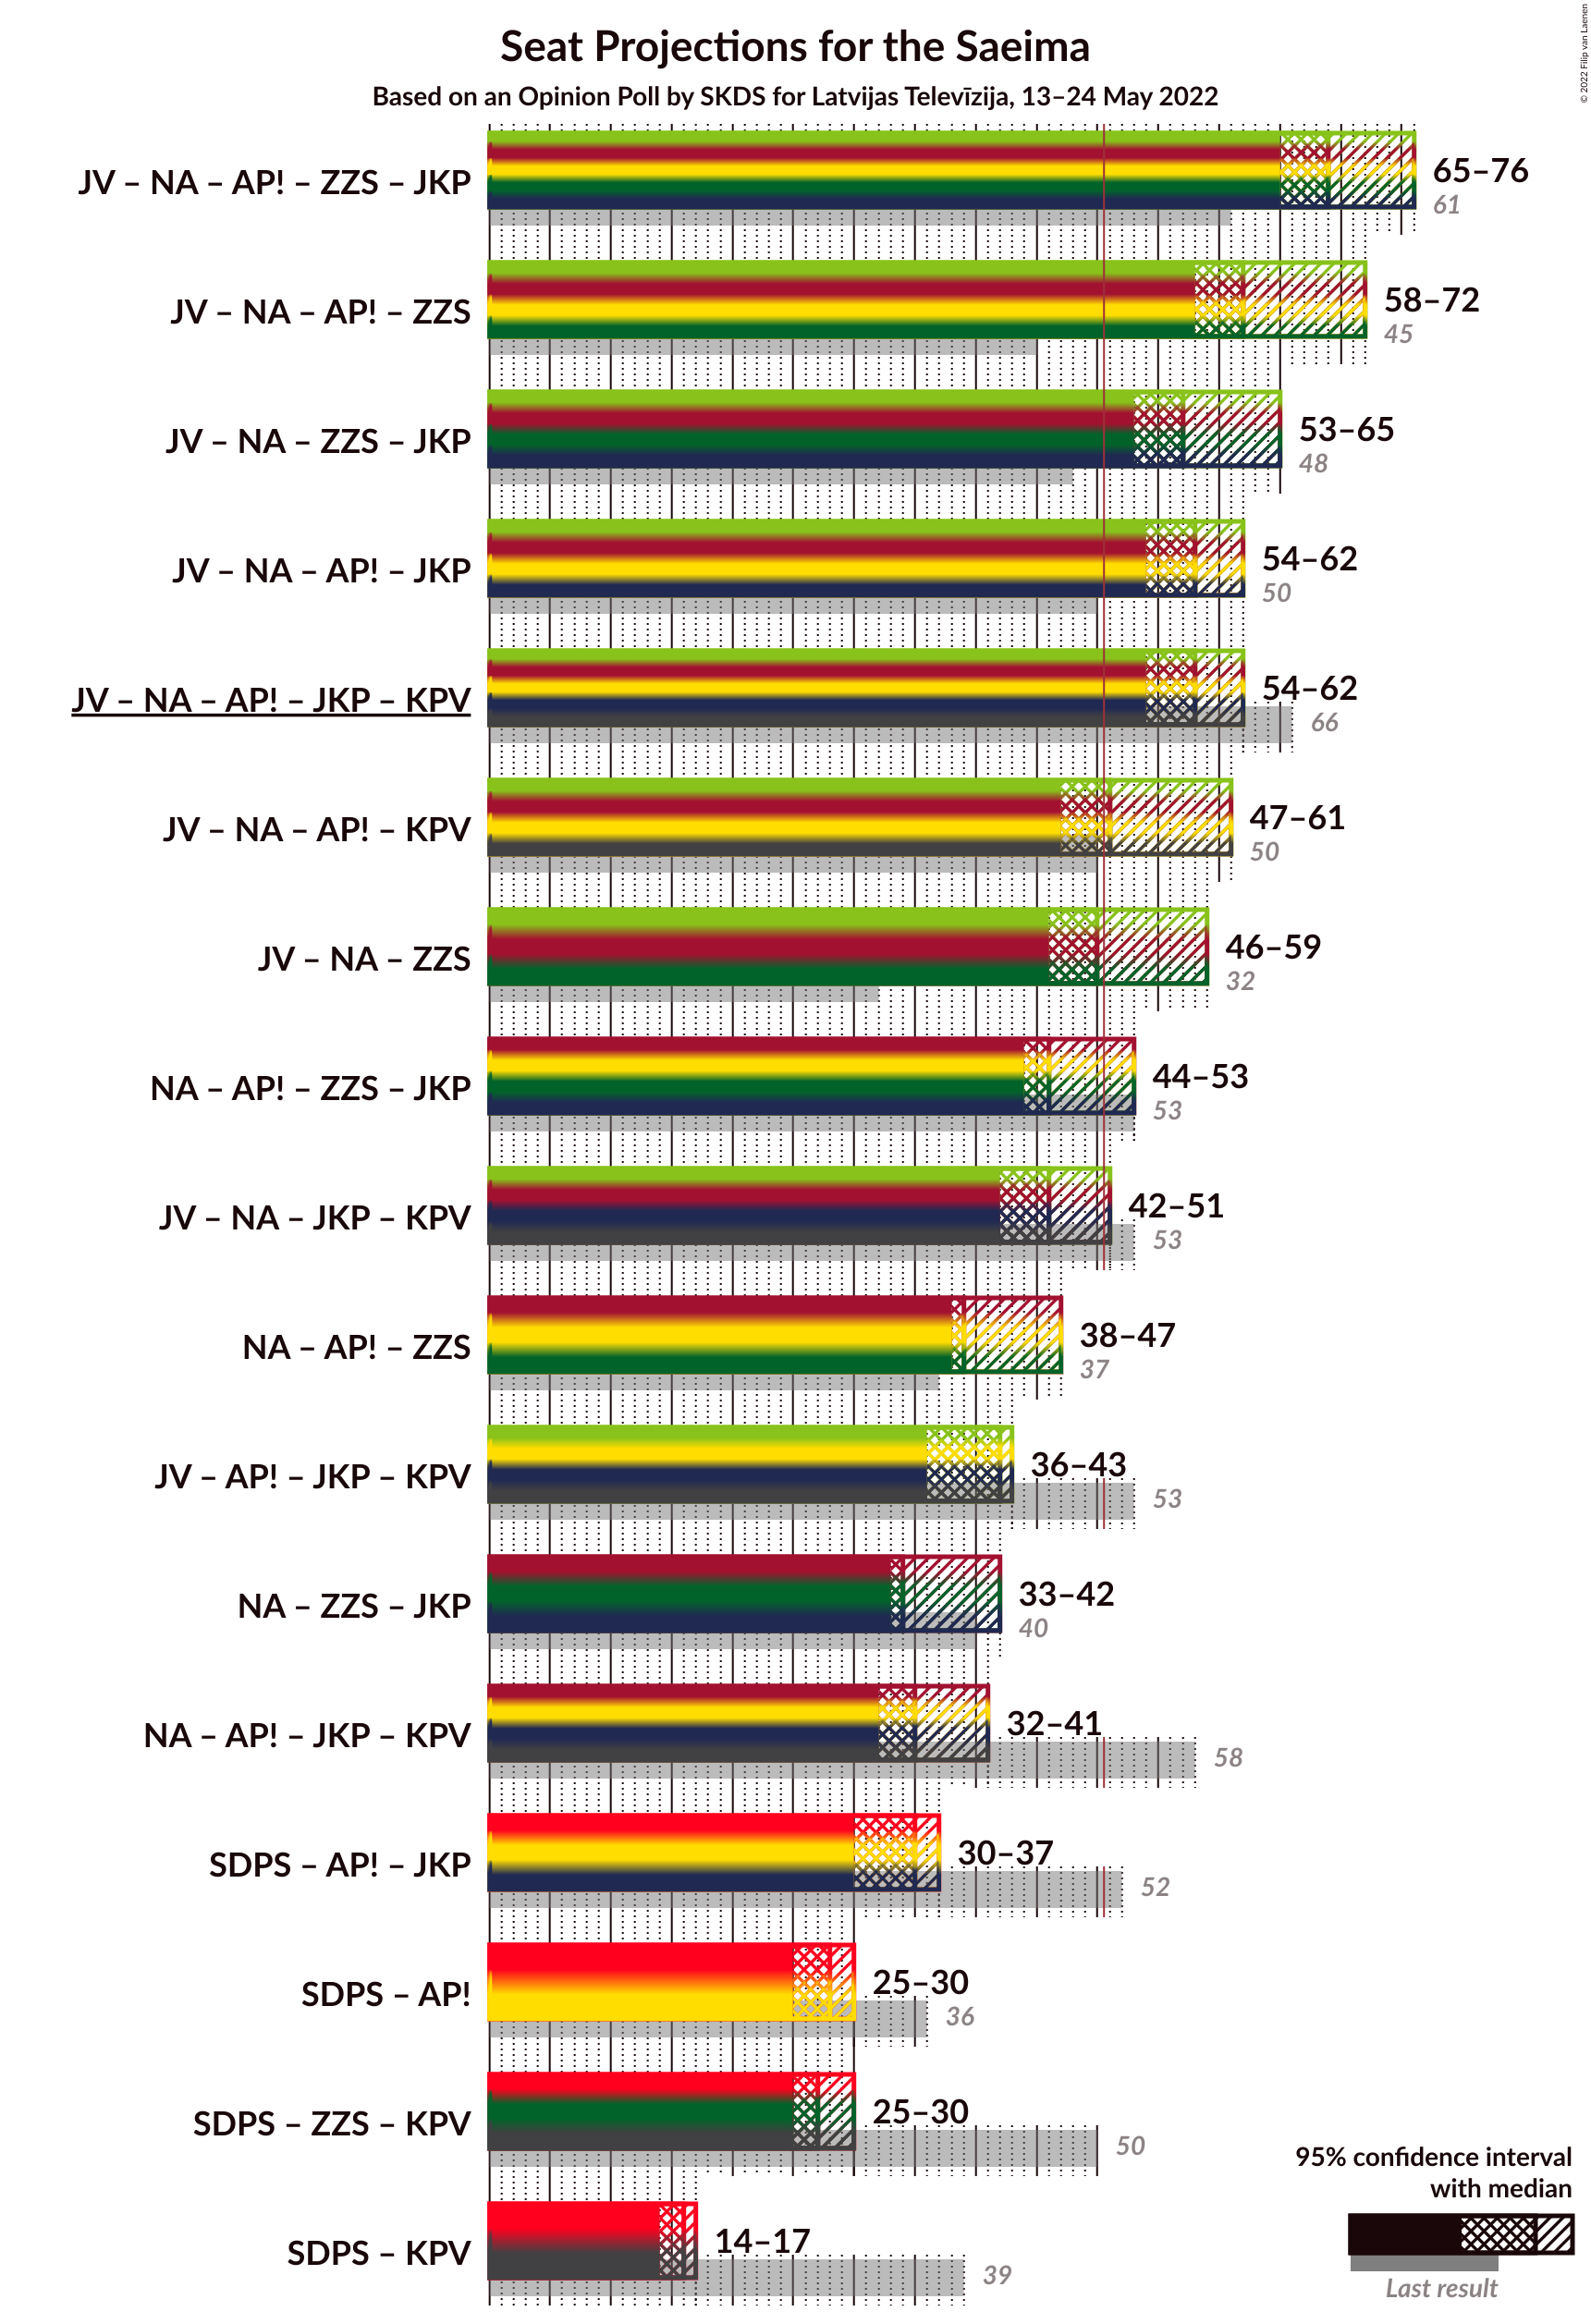 © 2022 Filip van Laenen
Seat Projections for the Saeima
Based on an Opinion Poll by SKDS for Latvijas Televīzija, 13–24 May 2022
JV – NA – AP! – ZZS – JKP
65–76
61
JV – NA – AP! – ZZS
58–72
45
JV – NA – ZZS – JKP
53–65
48
JV – NA – AP! – JKP
54–62
50
JV – NA – AP! – JKP – KPV
54–62
66
JV – NA – AP! – KPV
47–61
50
JV – NA – ZZS
46–59
32
NA – AP! – ZZS – JKP
44–53
53
JV – NA – JKP – KPV
42–51
53
NA – AP! – ZZS
38–47
37
JV – AP! – JKP – KPV
36–43
53
NA – ZZS – JKP
33–42
40
NA – AP! – JKP – KPV
32–41
58
SDPS – AP! – JKP
30–37
52
SDPS – AP!
25–30
36
SDPS – ZZS – KPV
25–30
50
SDPS – KPV
14–17
39
95% confidence interval
with median
Last result